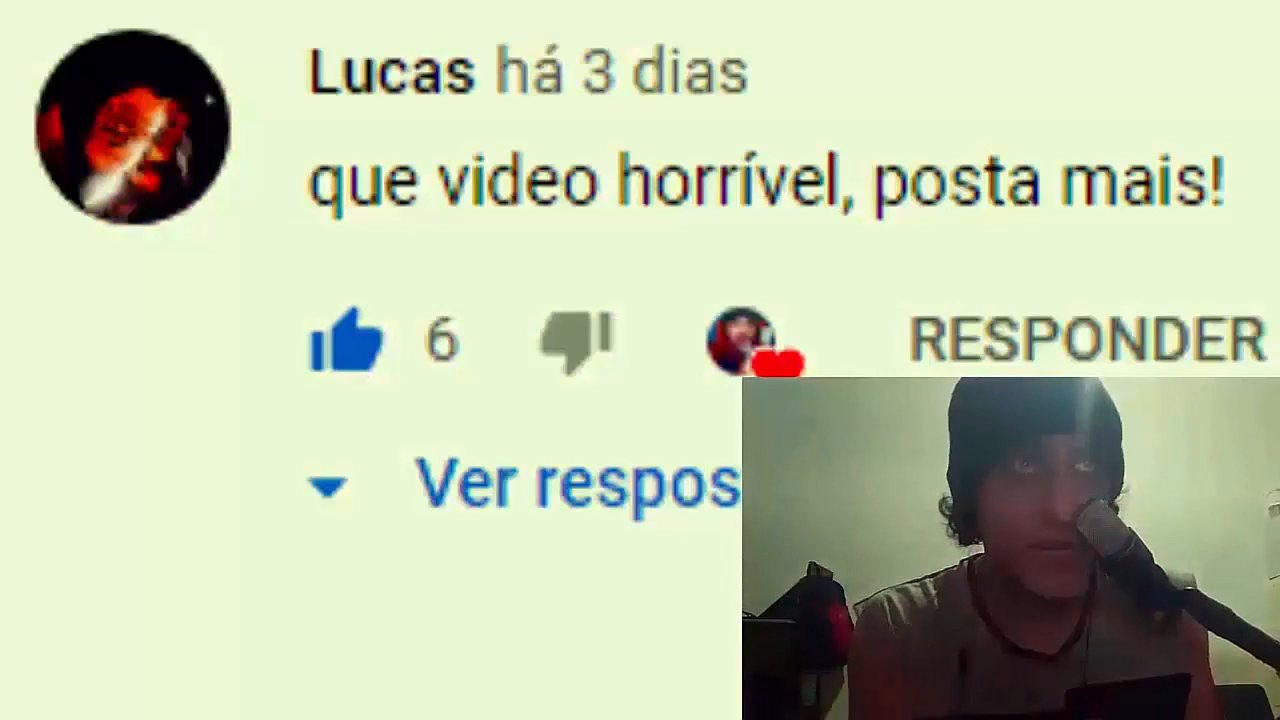 Lucas há 3 dias
que video horrível, posta mais!
6 RESPONDER
Ver respos